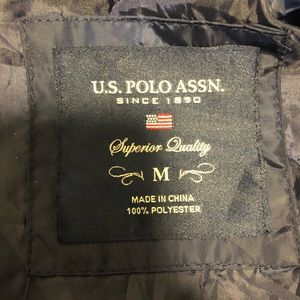 U.S. POLO ASSN.
SINCE 1890
Superior Quality
M
MADE IN CHINA
100% POLYESTER